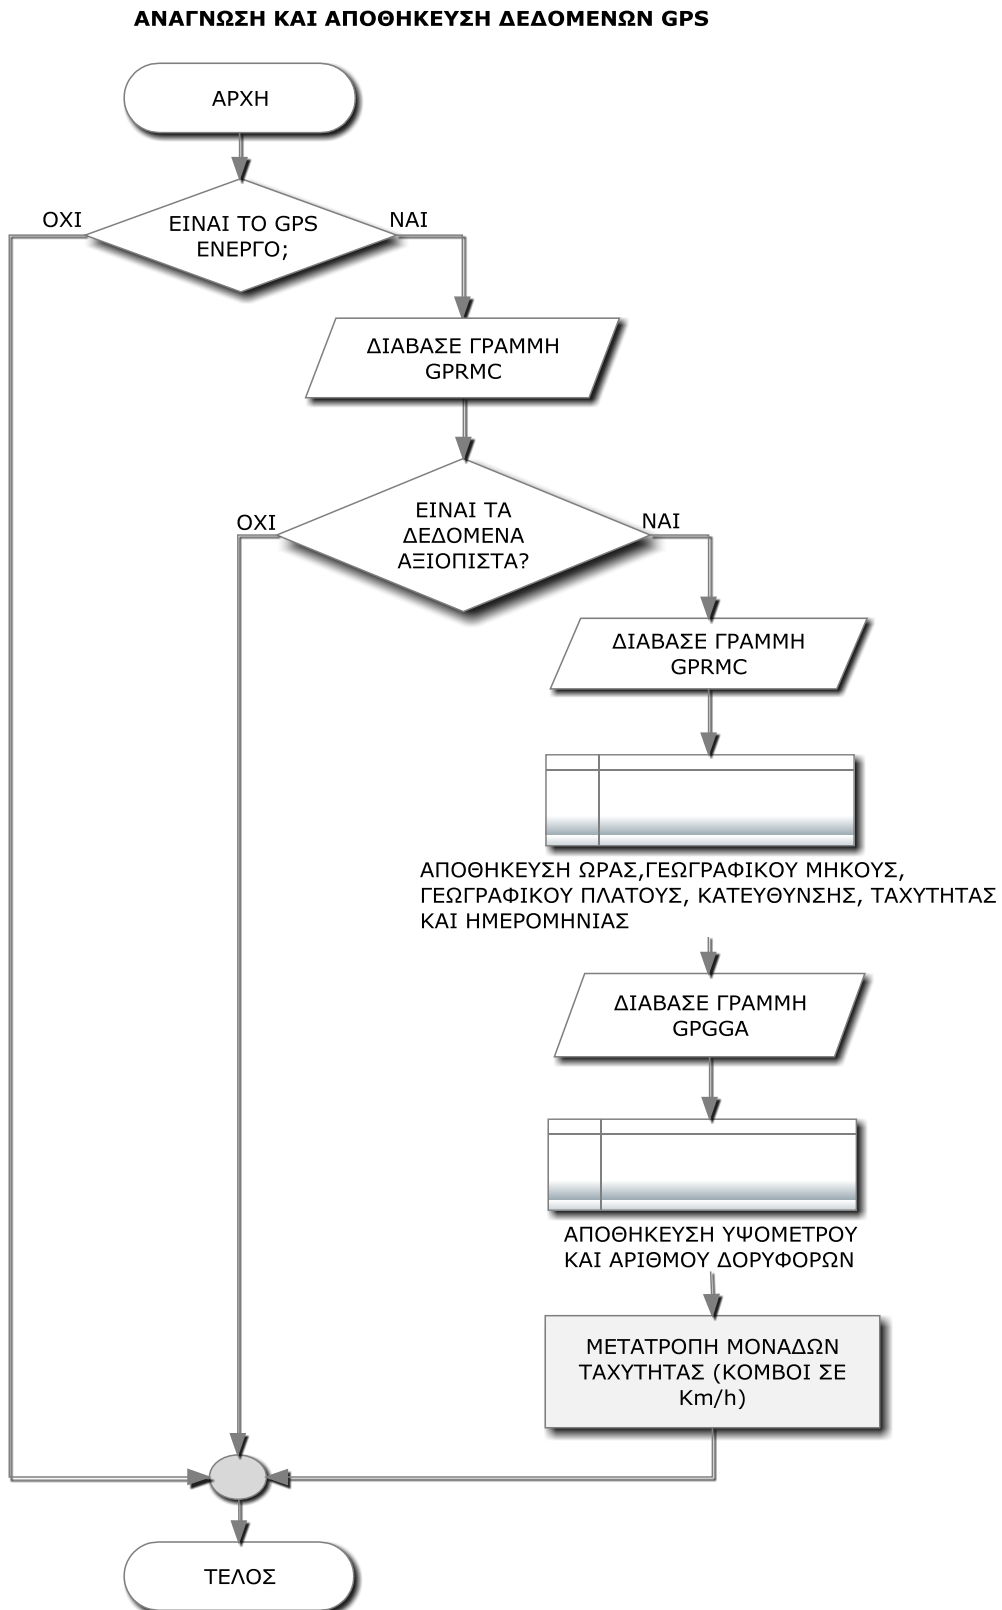 ΑΝΑΓΝΩΣΗ ΚΑΙ ΑΠΟΘΗΚΕΥΣΗ ΔΕΔΟΜΕΝΩΝ GPS
ΑΡΧΗ
ΟΧΙ
ΕΙΝΑΙ ΤΟ GPS
ΕΝΕΡΓΟ;
ΝΑΙ
ΔΙΑΒΑΣΕ ΓΡΑΜΜΗ
GPRMC
ΟΧΙ
ΕΙΝΑΙ ΤΑ
ΔΕΔΟΜΕΝΑ
ΑΞΙΟΠΙΣΤΑ?
ΝΑΙ
ΔΙΑΒΑΣΕ ΓΡΑΜΜΗ
GPRMC
ΑΠΟΘΗΚΕΥΣΗ ΩΡΑΣ,ΓΕΩΓΡΑΦΙΚΟΥ ΜΗΚΟΥΣ,
ΓΕΩΓΡΑΦΙΚΟΥ ΠΛΑΤΟΥΣ, ΚΑΤΕΥΘΥΝΣΗΣ, ΤΑΧΥΤΗΤΑΣ
ΚΑΙ ΗΜΕΡΟΜΗΝΙΑΣ
ΔΙΑΒΑΣΕ ΓΡΑΜΜΗ
GPGGA
ΑΠΟΘΗΚΕΥΣΗ ΥΨΟΜΕΤΡΟΥ
ΚΑΙ ΑΡΙΘΜΟΥ ΔΟΡΥΦΟΡΩΝ
ΜΕΤΑΤΡΟΠΗ ΜΟΝΑΔΩΝ
ΤΑΧΥΤΗΤΑΣ (ΚΟΜΒΟΙ ΣΕ
Km/h)
ΤΕΛΟΣ